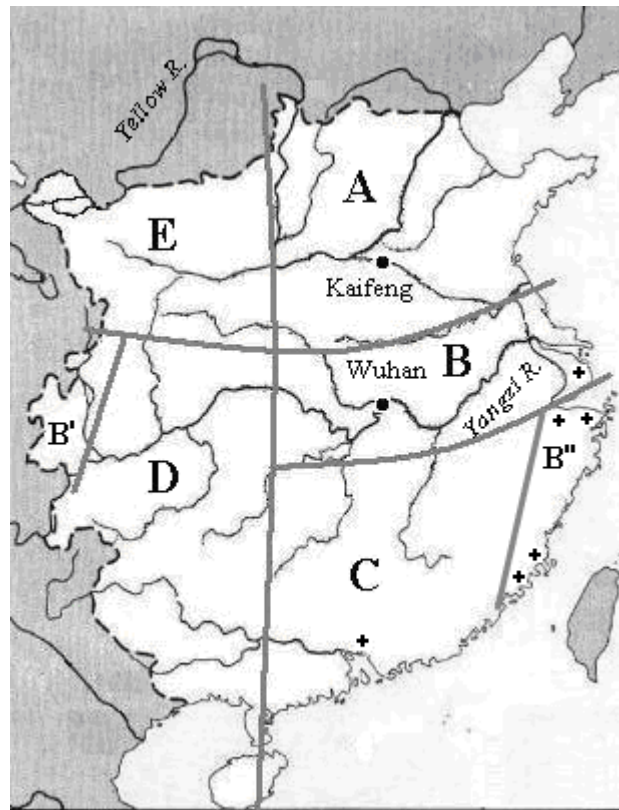 Yellow R.
A
E
Kaifeng
Wuhan
B
Yangzi R.
B'
B"
D
C